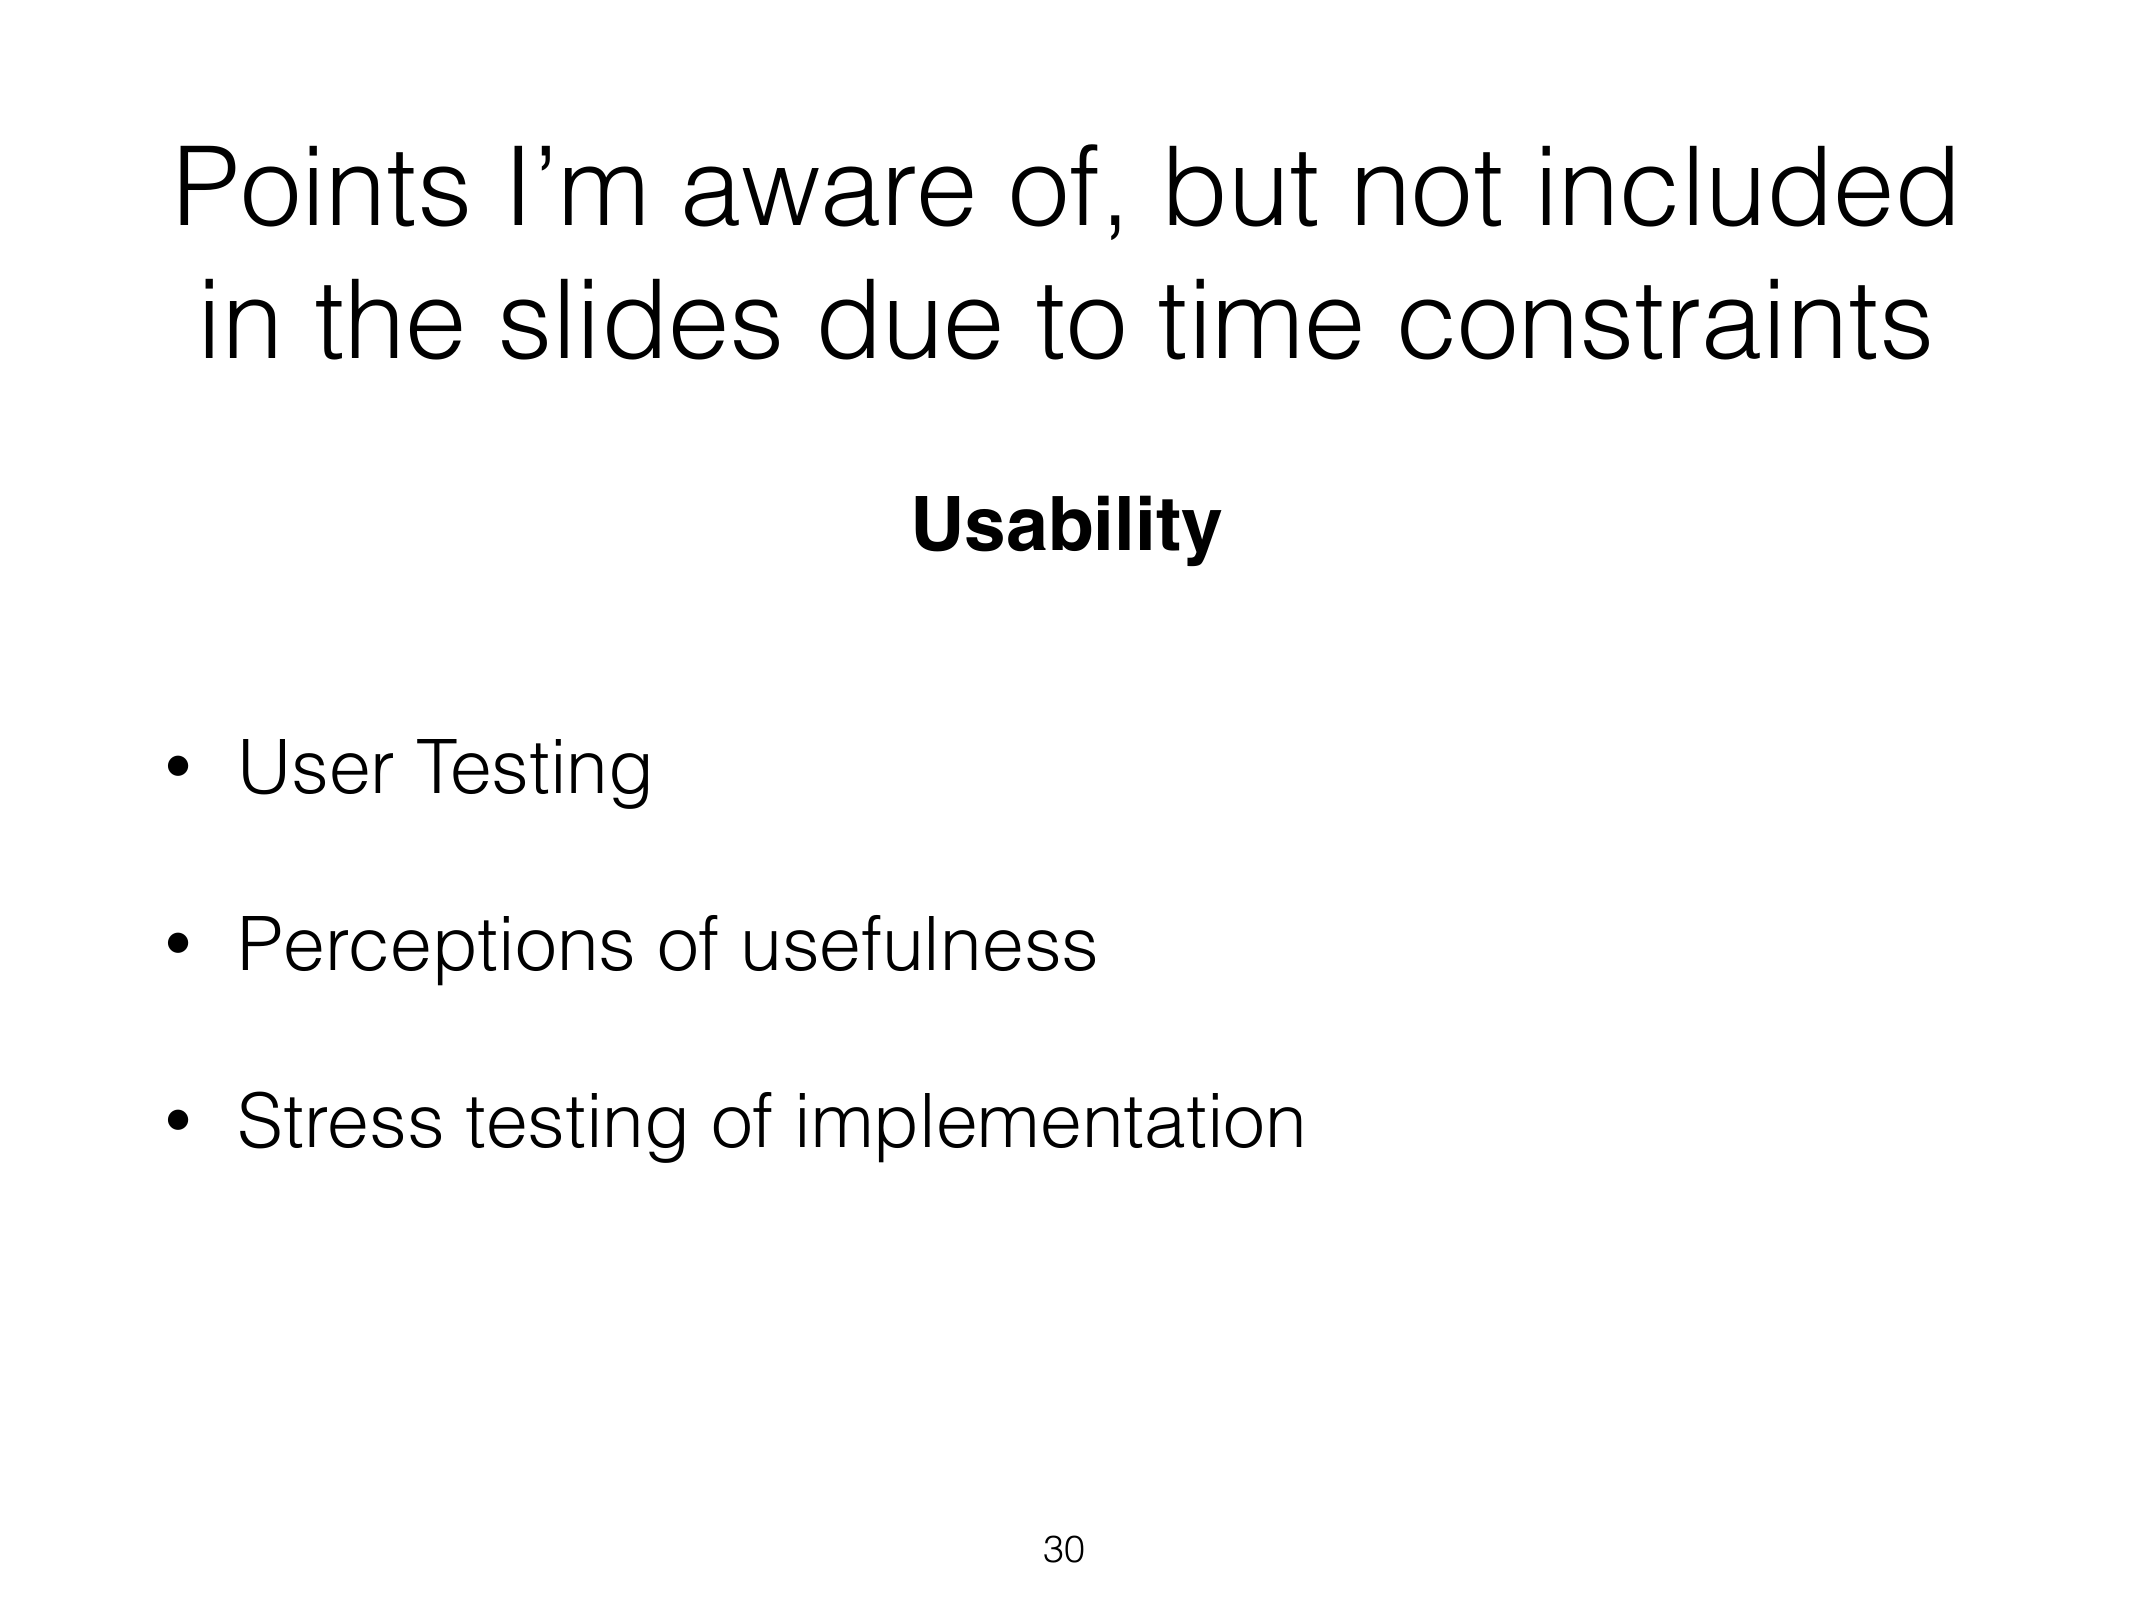 Points I’m aware of, but not included
in the slides due to time constraints
Usability
• User Testing
• Perceptions of usefulness
• Stress testing of implementation
30